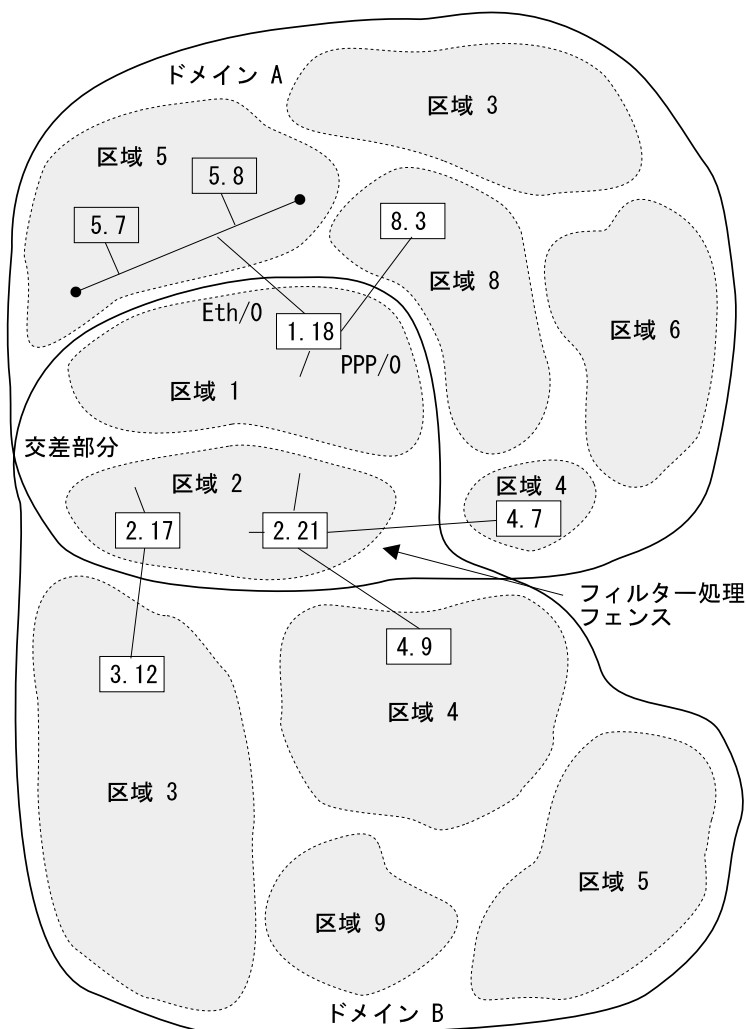 ドメイン A
区域 3
区域 5
5.8
5.7
8.3
区域 8
区域 6
Eth/0
1.18
PPP/0
区域 1
交差部分
区域 2
区域 4
2.17
2.21
4.7
フィルター処理
フェンス
3.12
4.9
区域 4
区域 3
区域 5
区域 9
ドメイン B